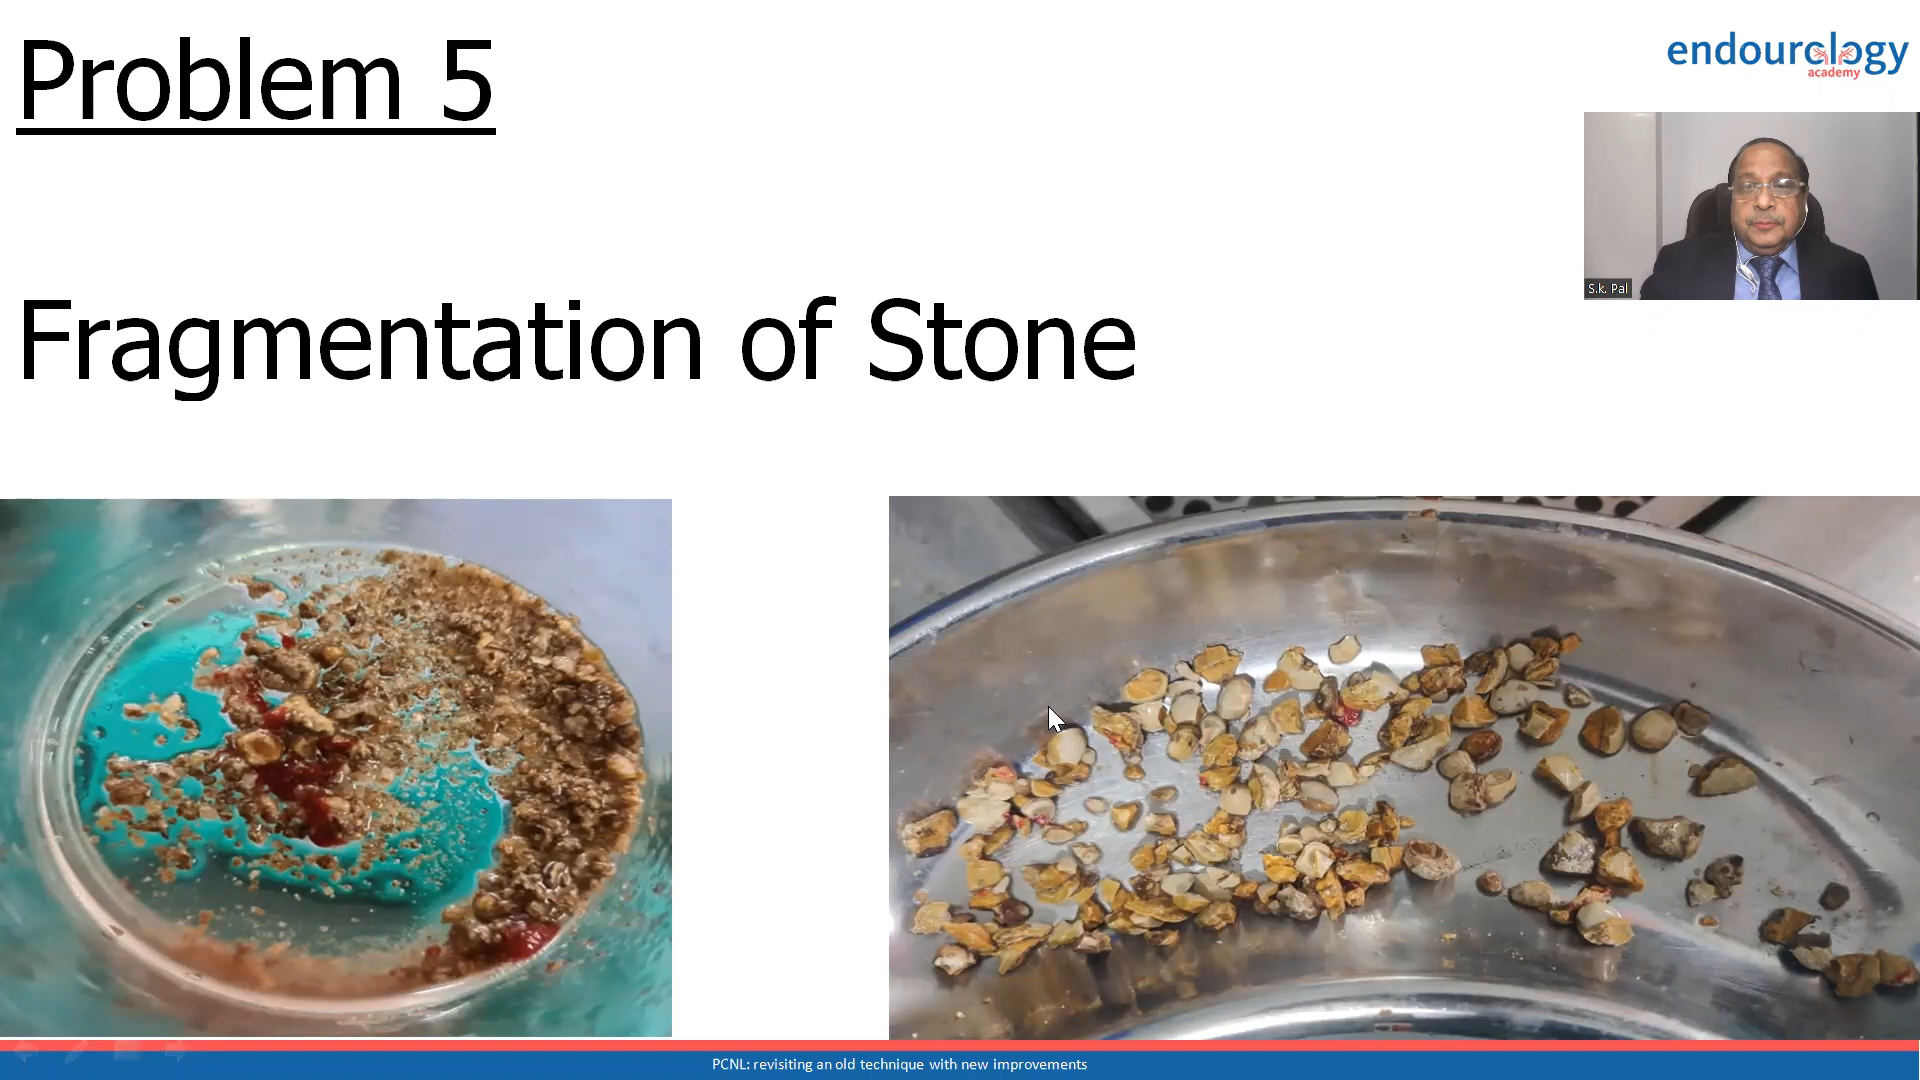 Problem 5
endourology
academy
S.k. Pal
Fragmentation of Stone
PCNL: revisiting an old technique with new improvements